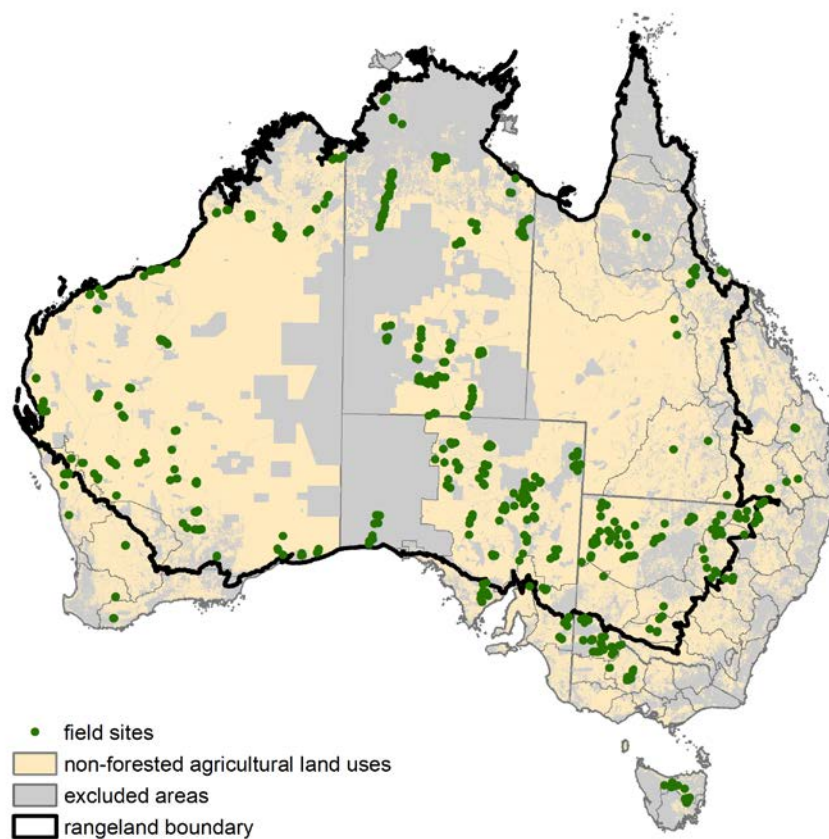 field sites
non-forested agricultural land uses
excluded areas
rangeland boundary